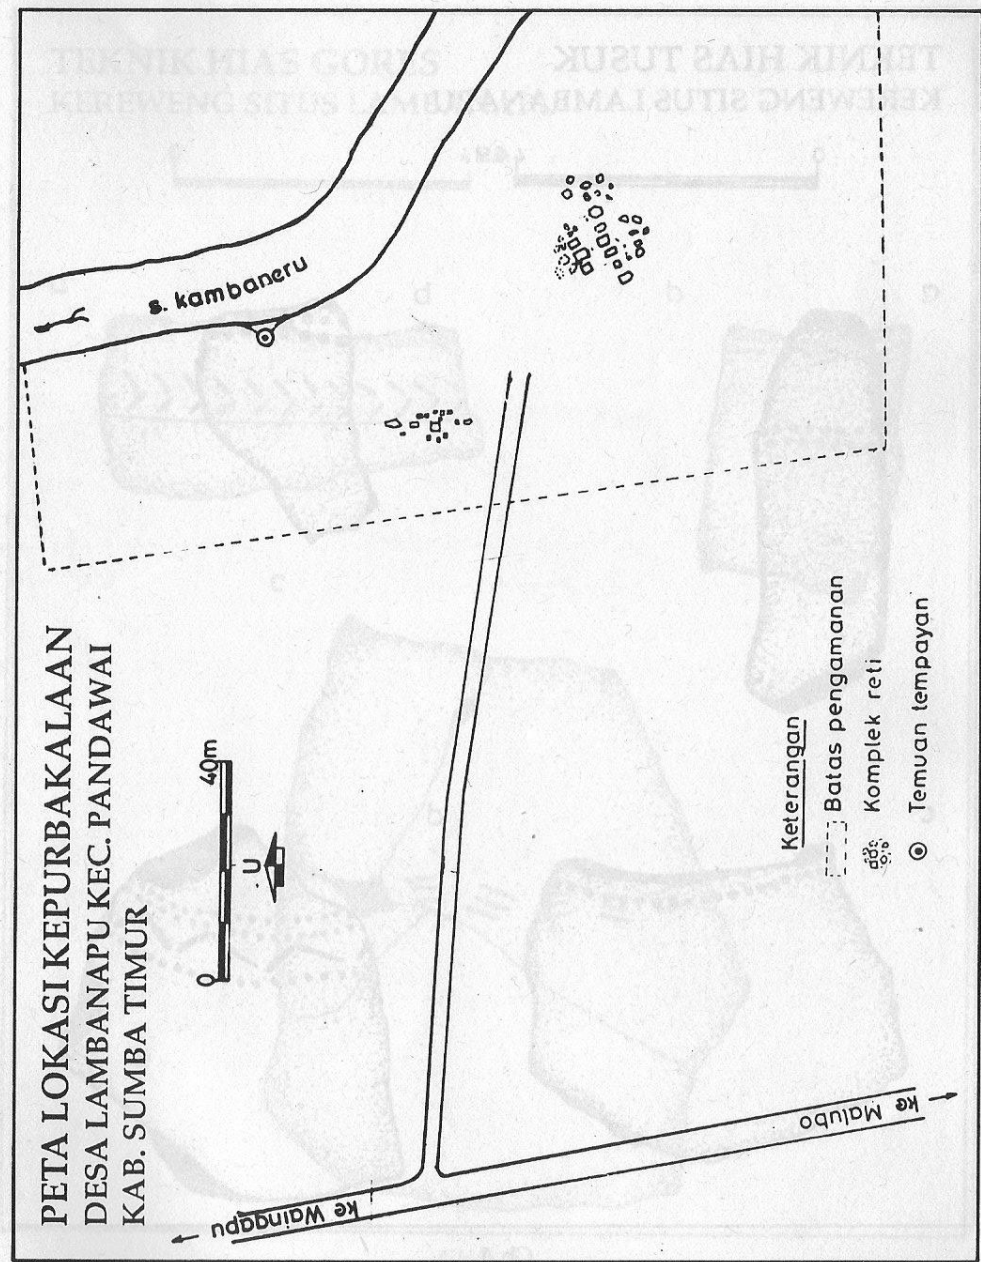 PETA LOKASI KEPURBAKALAAN
DESA LAMBANAPU KEC. PANDAWAI
KAB. SUMBA TIMUR
0 40m
U
s. kambaneru
ke Waingapu
ke Malubo
Keterangan
Batas pengamanan
Komplek reti
Temuan tempayan
TEKNIK HIAS GORES
KEREWENG SITUS LAMBANAPU
TEKNIK HIAS TUSUK
KEREWENG SITUS LAMBANAPU